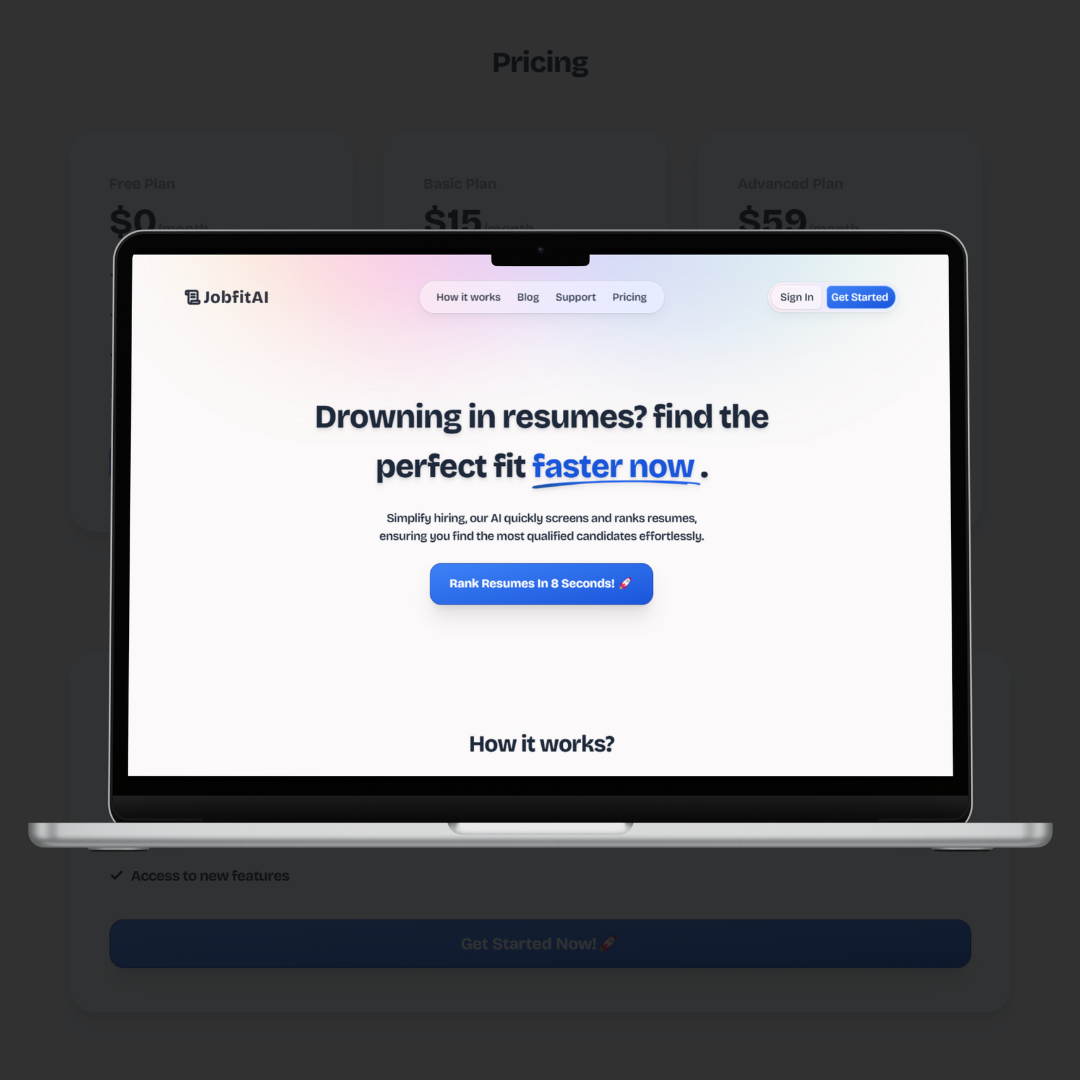 Pricing
Free Plan
Basic Plan
Advanced Plan
$0/month
$15/month
$59/month
JobfitAI
How it works
Blog
Support
Pricing
Sign In
Get Started
Drowning in resumes? find the
perfect fit faster now.
Simplify hiring, our AI quickly screens and ranks resumes,
ensuring you find the most qualified candidates effortlessly.
Rank Resumes In 8 Seconds! 🚀
How it works?
✓ Access to new features
Get Started Now! 🚀